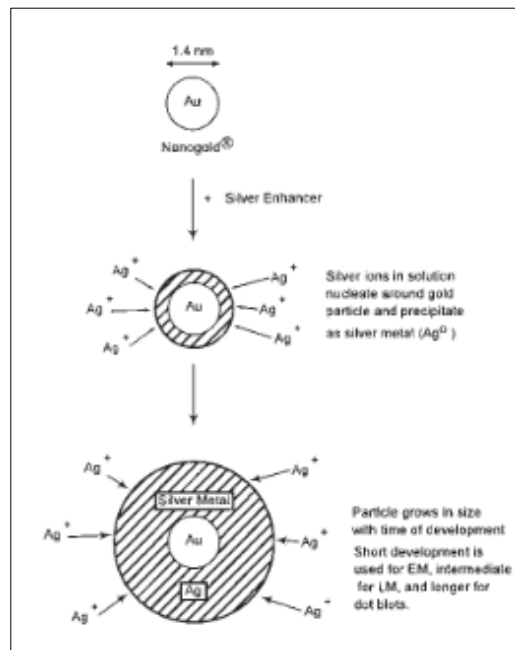 1.4 nm
Au
Nanogold®
+ Silver Enhancer
Ag+
Ag+
Ag+
Au
Ag+
Ag+
Ag+
Silver ions in solution
nucleate around gold
particle and precipitate
as silver metal (Ag0 )
Ag+
Ag+
Ag+
Silver Metal
Au
Ag
Ag+
Ag+
Ag+
Particle grows in size
with time of development
Short development is
used for EM, intermediate
for LM, and longer for
dot blots.